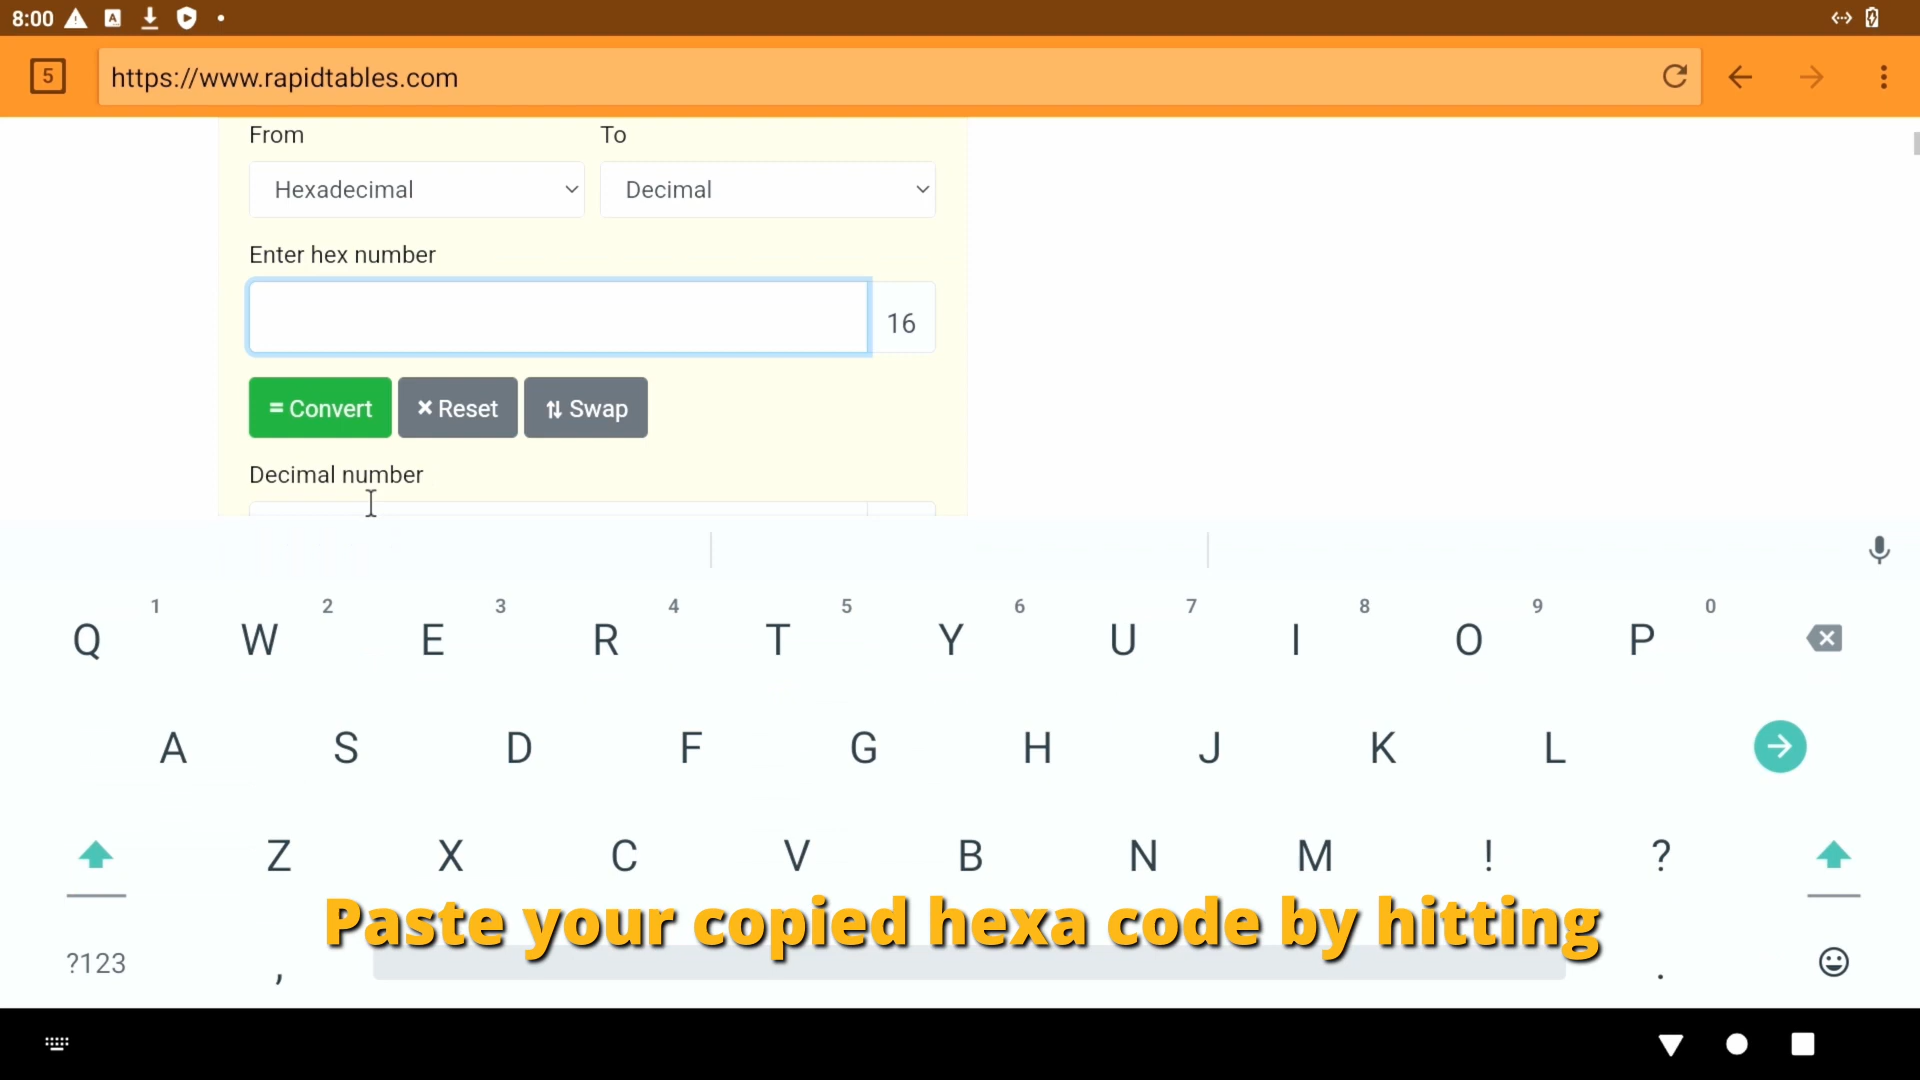 8:00
A
5
https://www.rapidtables.com
From To
Hexadecimal Decimal
Enter hex number
16
= Convert × Reset ⇅ Swap
Decimal number
1 2 3 4 5 6 7 8 9 0
Q W E R T Y U I O P
A S D F G H J K L
Z X C V B N M ! ?
Paste your copied hexa code by hitting
?123 , .